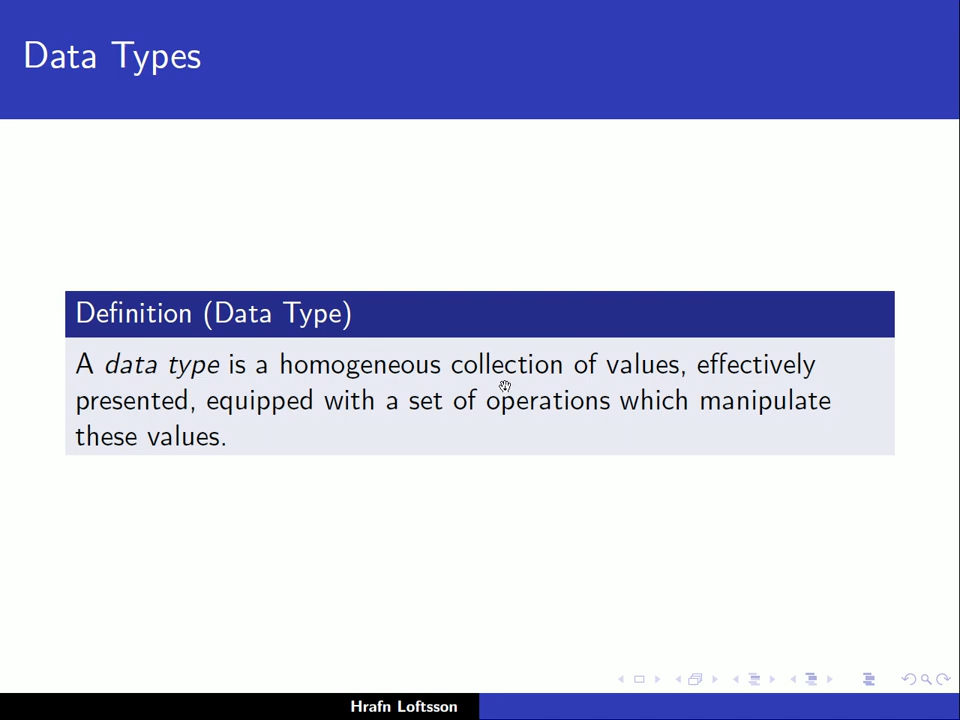 Data Types
Definition (Data Type)
A data type is a homogeneous collection of values, effectively
presented, equipped with a set of operations which manipulate
these values.
Hrafn Loftsson